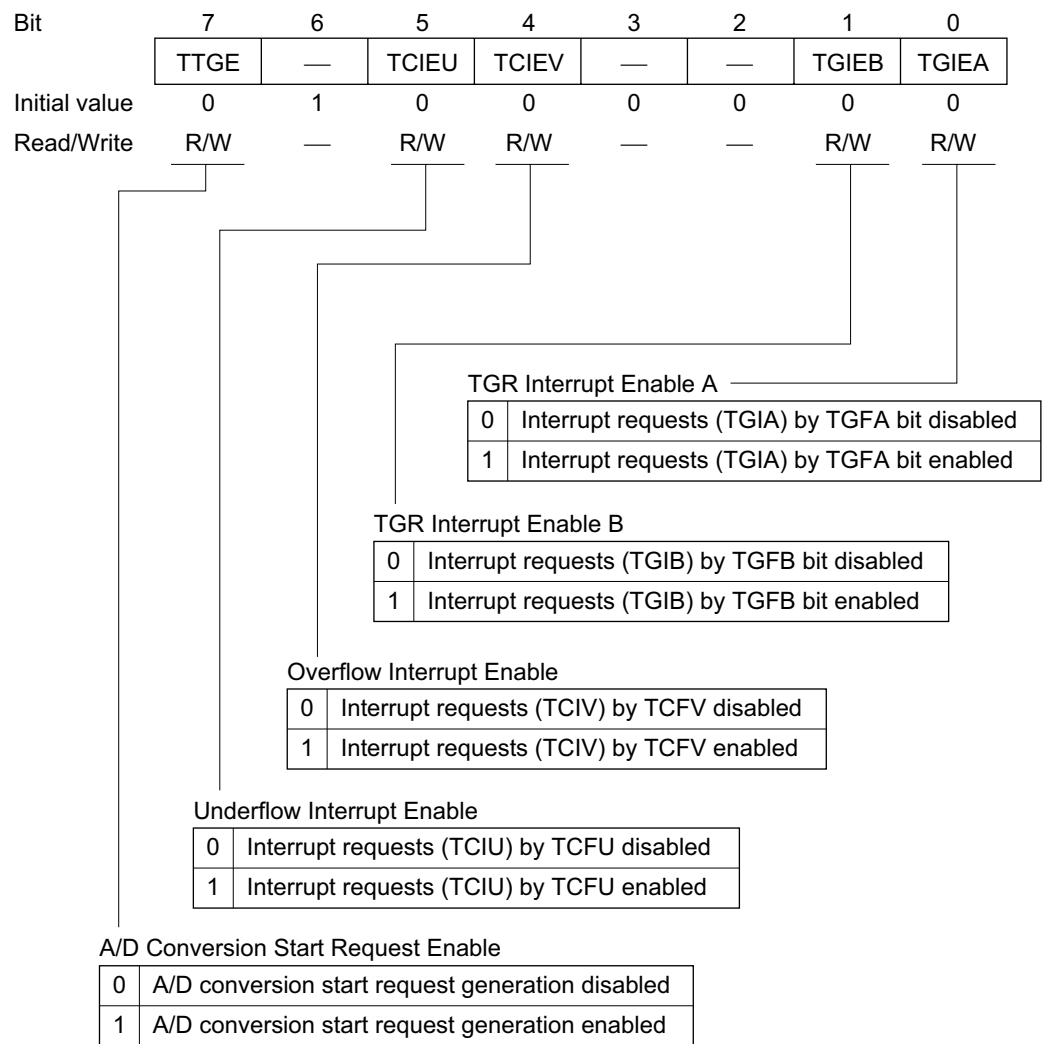 Bit 7 6 5 4 3 2 1 0
TTGE — TCIEU TCIEV — — TGIEB TGIEA
Initial value 0 1 0 0 0 0 0 0
Read/Write R/W — R/W R/W — — R/W R/W
TGR Interrupt Enable A
0 Interrupt requests (TGIA) by TGFA bit disabled
1 Interrupt requests (TGIA) by TGFA bit enabled
TGR Interrupt Enable B
0 Interrupt requests (TGIB) by TGFB bit disabled
1 Interrupt requests (TGIB) by TGFB bit enabled
Overflow Interrupt Enable
0 Interrupt requests (TCIV) by TCFV disabled
1 Interrupt requests (TCIV) by TCFV enabled
Underflow Interrupt Enable
0 Interrupt requests (TCIU) by TCFU disabled
1 Interrupt requests (TCIU) by TCFU enabled
A/D Conversion Start Request Enable
0 A/D conversion start request generation disabled
1 A/D conversion start request generation enabled